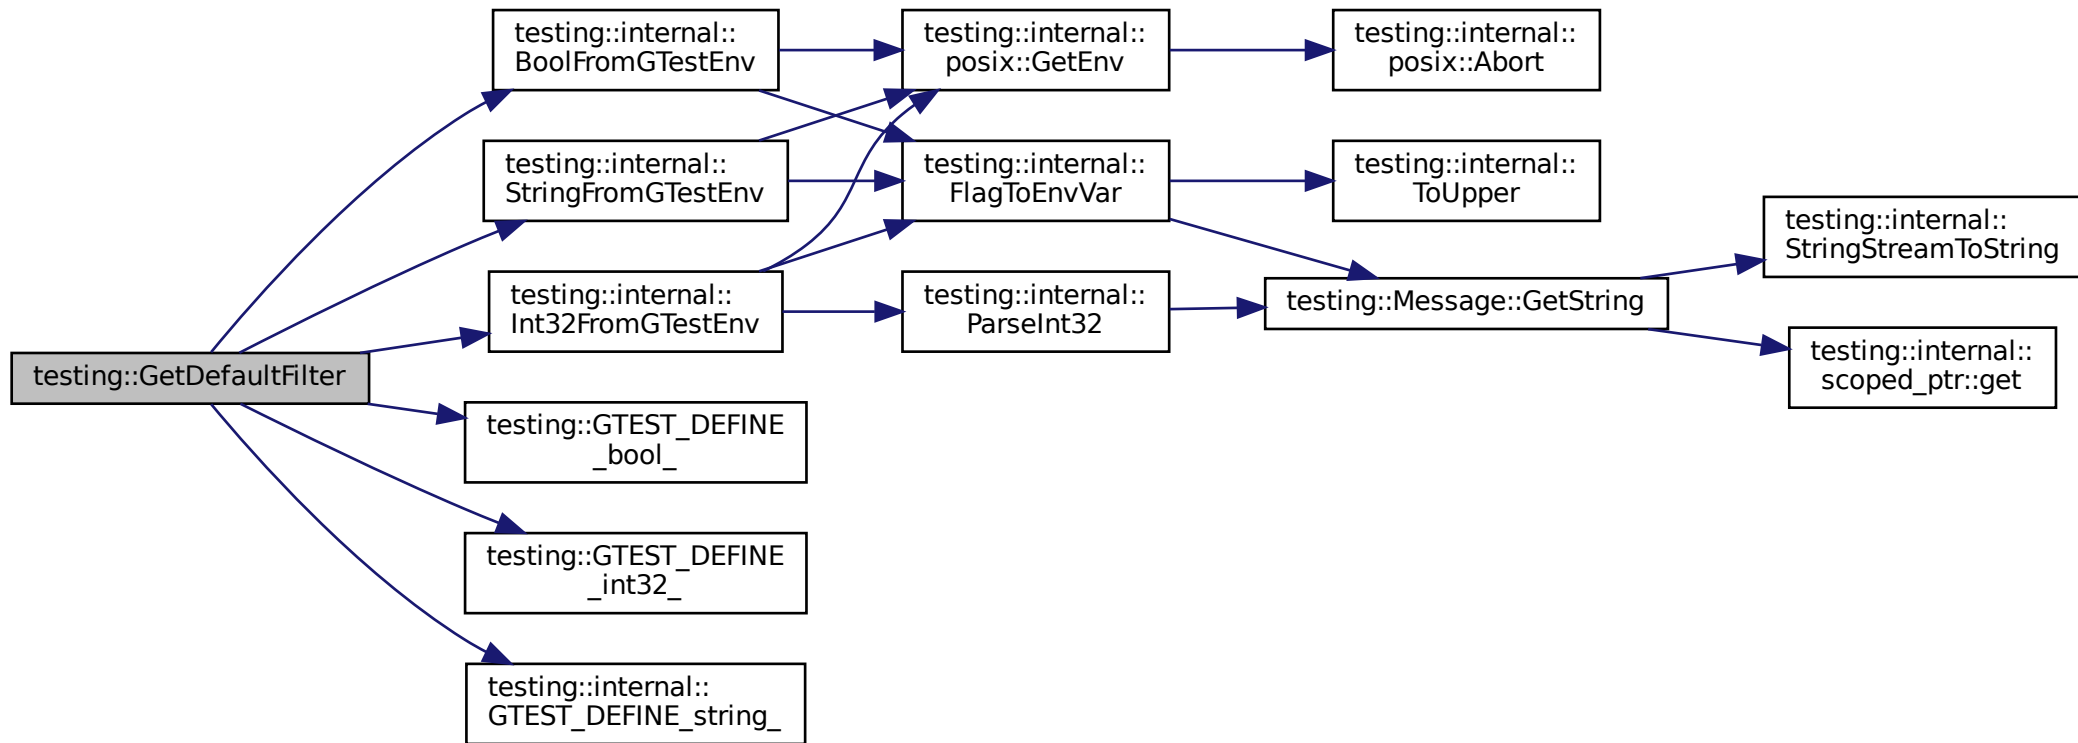 testing::GetDefaultFilter
testing::internal::
BoolFromGTestEnv
testing::internal::
StringFromGTestEnv
testing::internal::
Int32FromGTestEnv
testing::GTEST_DEFINE
_bool_
testing::GTEST_DEFINE
_int32_
testing::internal::
GTEST_DEFINE_string_
testing::internal::
posix::GetEnv
testing::internal::
FlagToEnvVar
testing::internal::
ParseInt32
testing::internal::
posix::Abort
testing::internal::
ToUpper
testing::Message::GetString
testing::internal::
StringStreamToString
testing::internal::
scoped_ptr::get